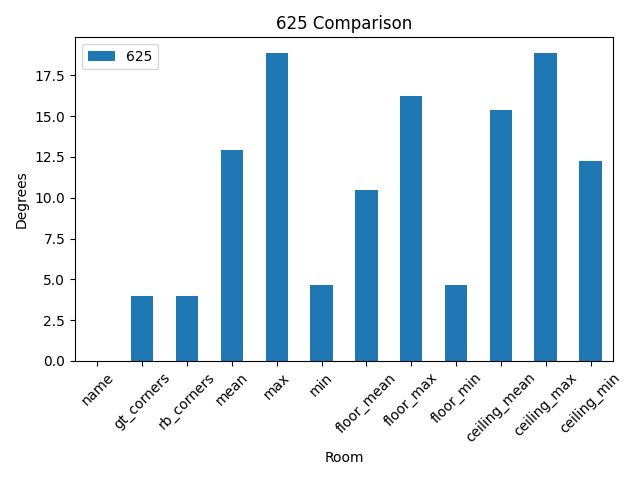 625 Comparison
625
17.5
15.0
12.5
10.0
7.5
5.0
2.5
0.0
Degrees
name
gt_corners
rb_corners
mean
max
min
floor_mean
floor_max
floor_min
ceiling_mean
ceiling_max
ceiling_min
Room